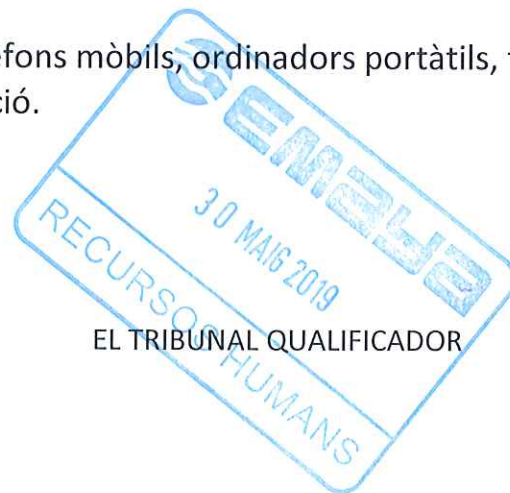 efons mòbils, ordinadors portàtils, t
ció.
emaya
30 MAIG 2019
RECURSOS HUMANS
EL TRIBUNAL QUALIFICADOR